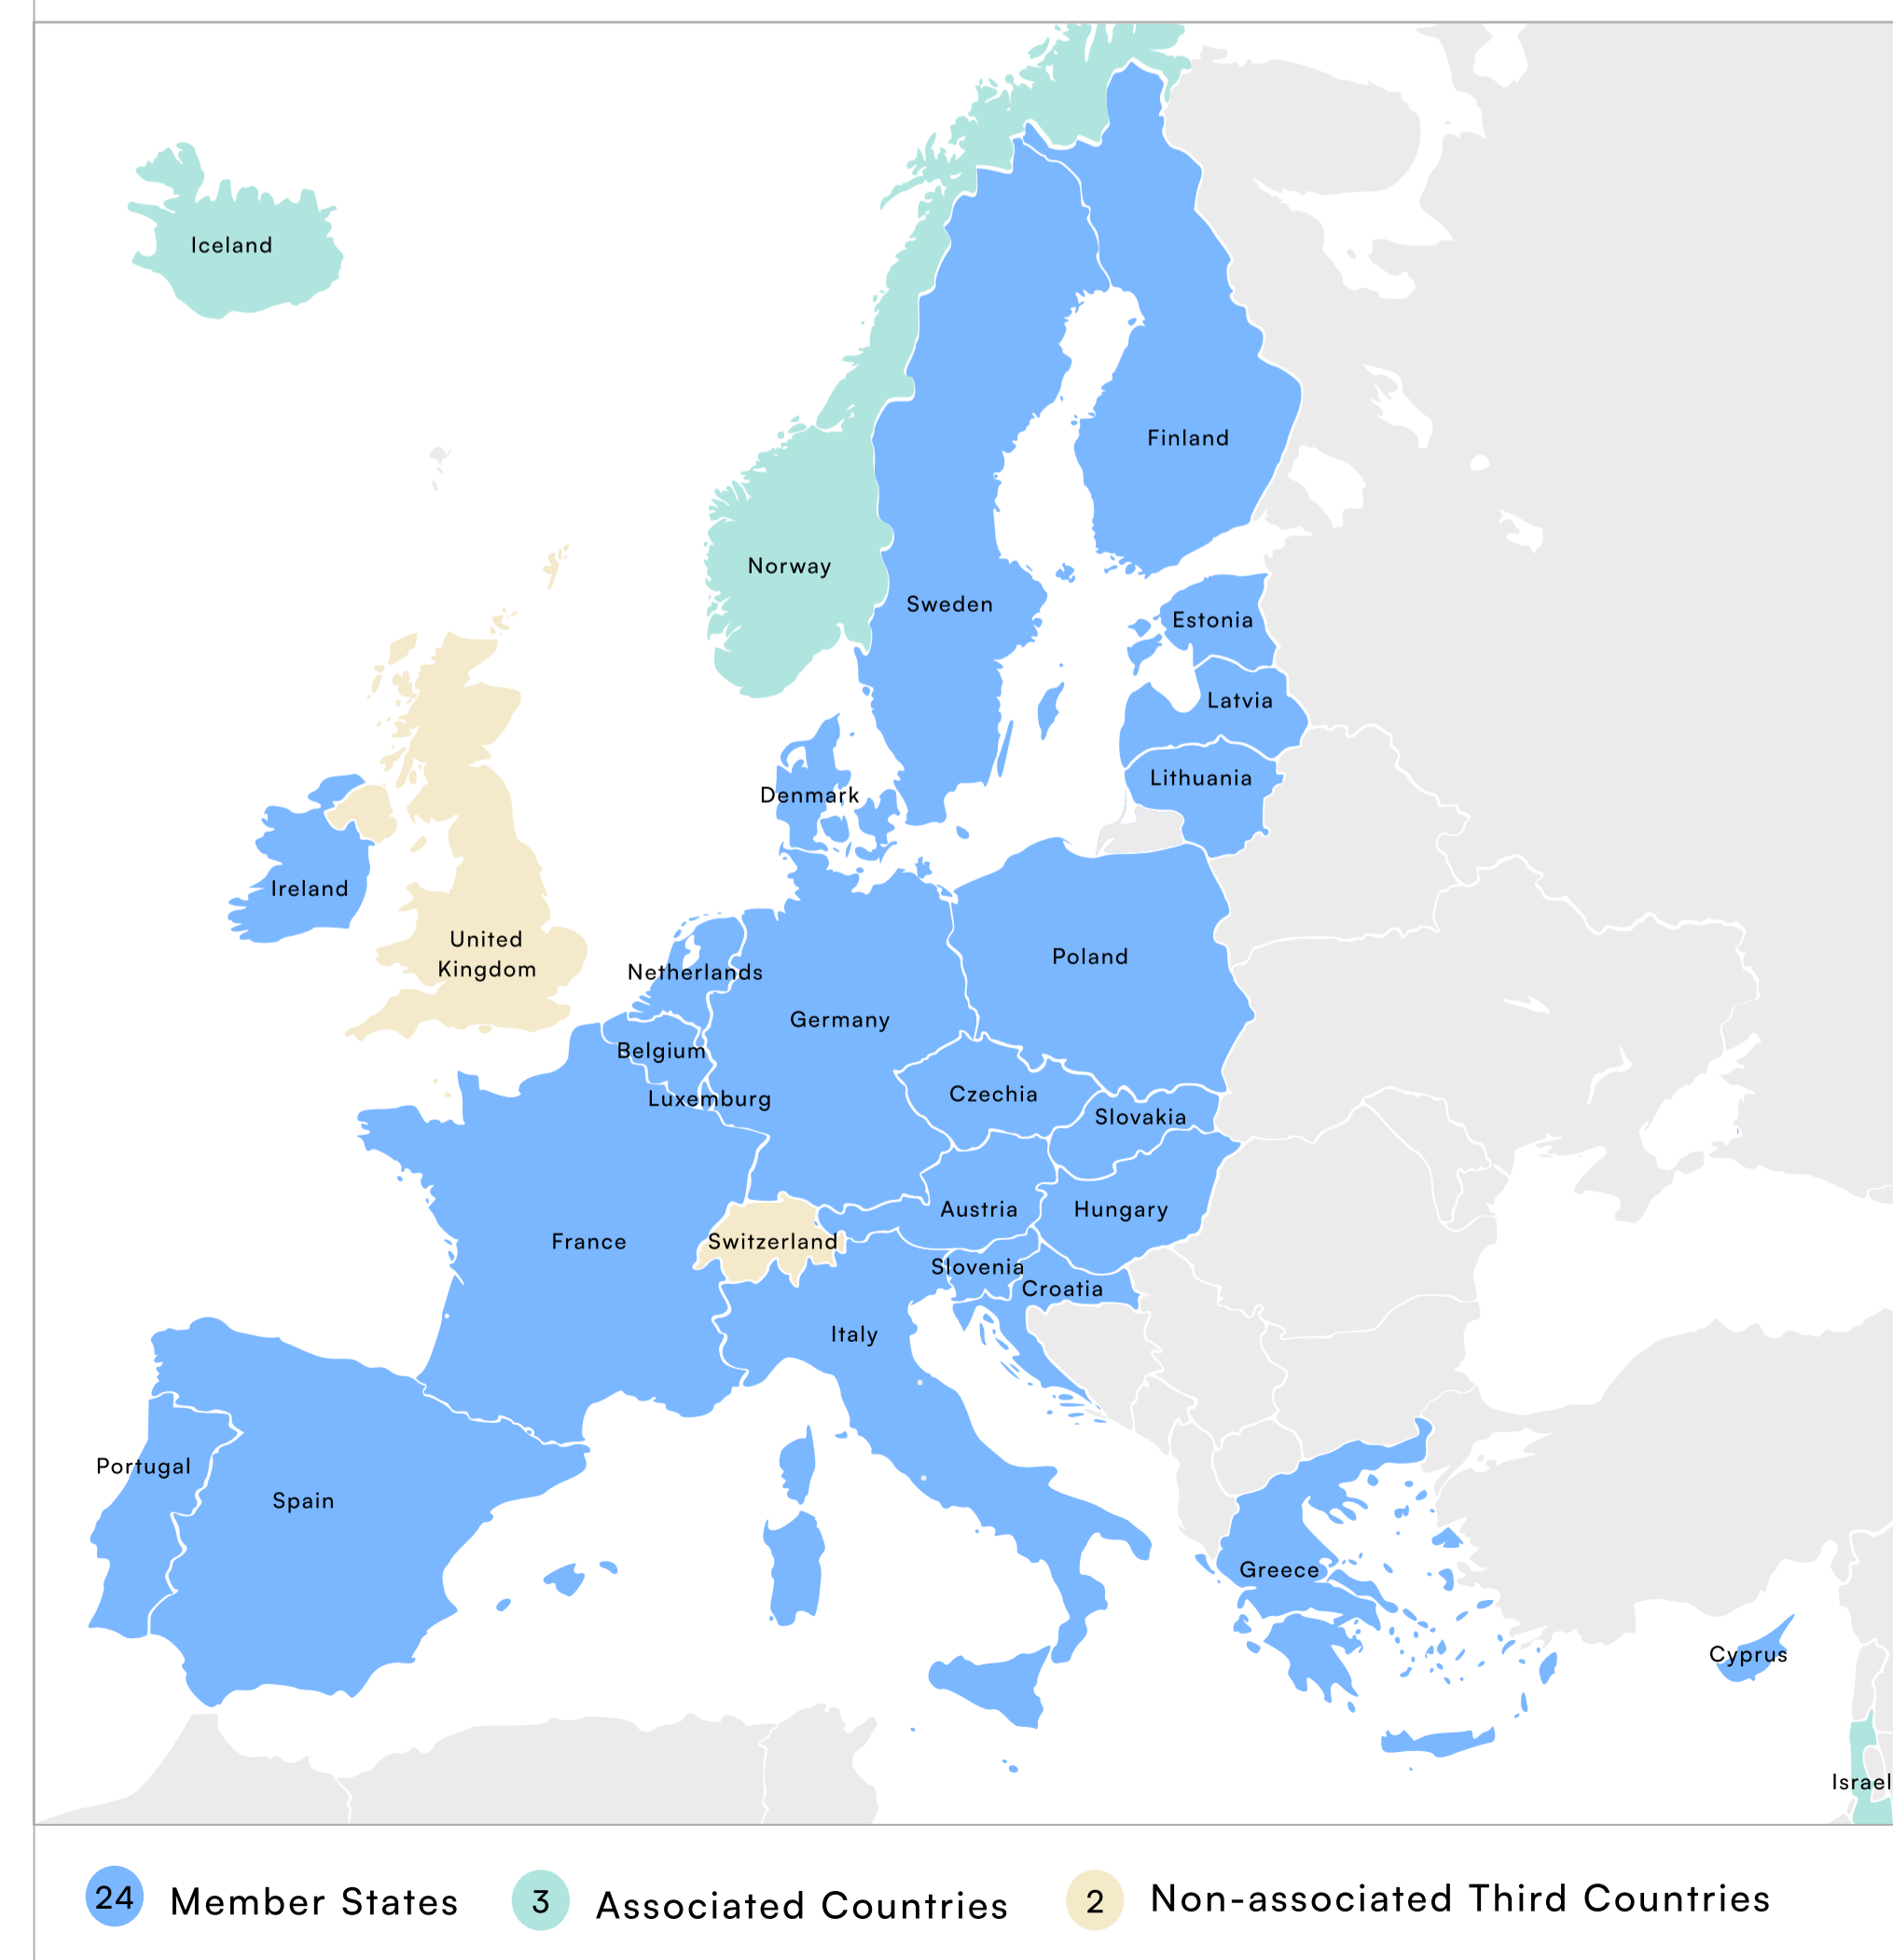 Iceland
Finland
Norway
Sweden
Estonia
Latvia
Lithuania
Denmark
Ireland
United
Kingdom
Poland
Netherlands
Germany
Belgium
Czechia
Luxemburg
Slovakia
Austria
Hungary
France
Switzerland
Slovenia
Croatia
Italy
Portugal
Spain
Greece
Cyprus
Israel
24 Member States 3 Associated Countries 2 Non-associated Third Countries